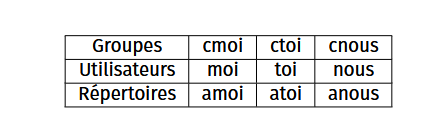 Groupes cmoi ctoi cnous
Utilisateurs moi toi nous
Répertoires amoi atoi anous